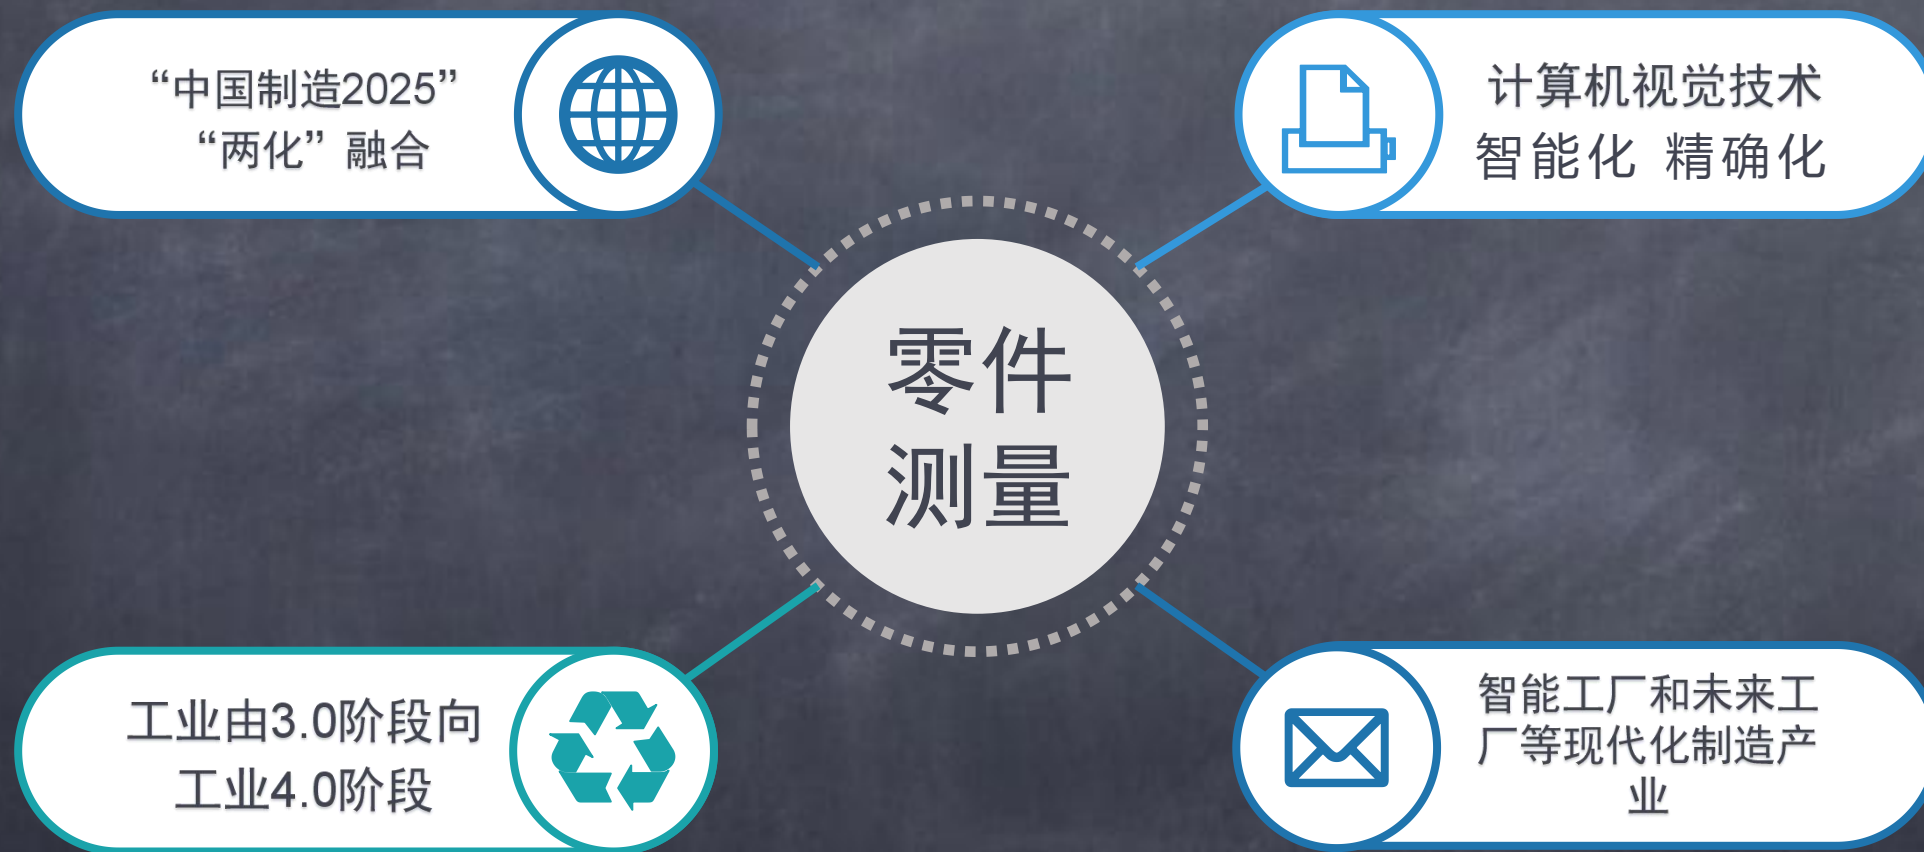 “中国制造2025”
“两化” 融合
计算机视觉技术
智能化 精确化
零件
测量
工业由3.0阶段向
工业4.0阶段
智能工厂和未来工
厂等现代化制造产
业